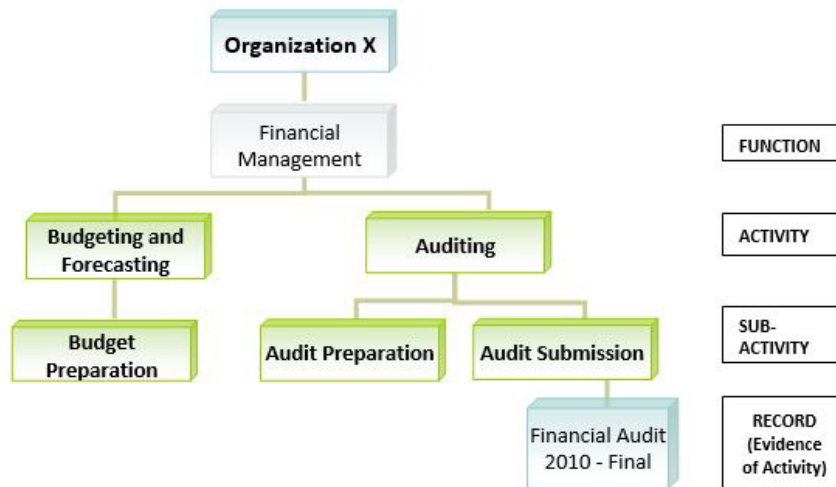 Organization X
Financial
Management
FUNCTION
Budgeting and
Forecasting
Auditing
ACTIVITY
Budget
Preparation
Audit Preparation
Audit Submission
SUB-
ACTIVITY
Financial Audit
2010 - Final
RECORD
(Evidence
of Activity)